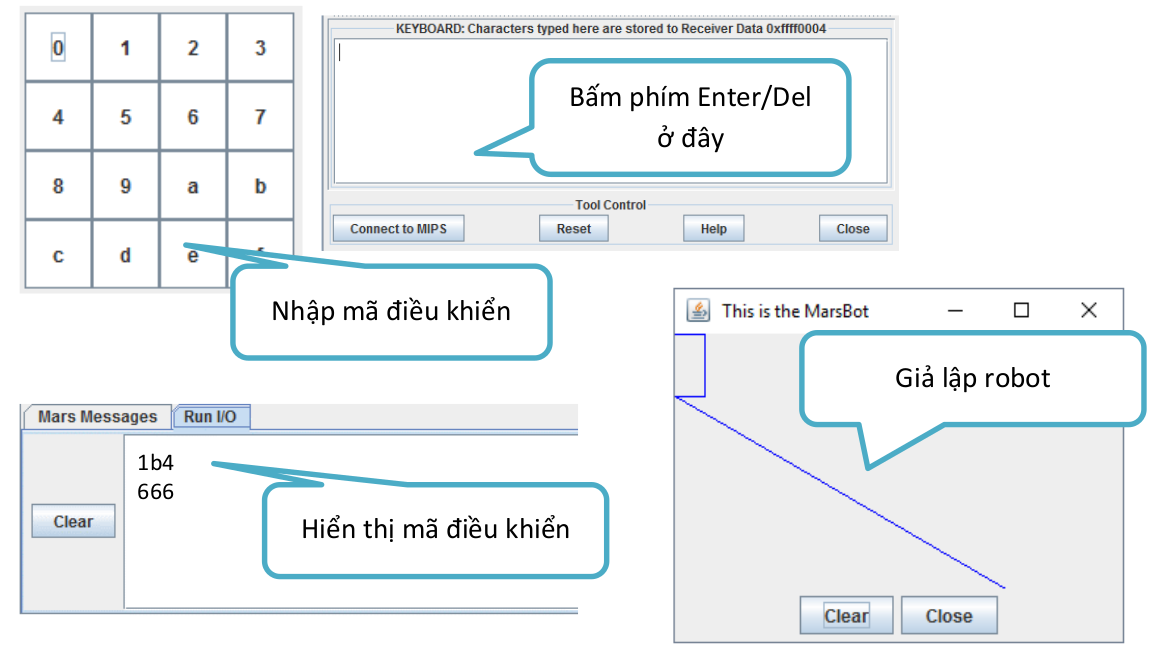 0 1 2 3
4 5 6 7
8 9 a b
c d e
Nhập mã điều khiển
KEYBOARD: Characters typed here are stored to Receiver Data 0xffff0004
Bấm phím Enter/Del
ở đây
Tool Control
Connect to MIPS Reset Help Close
This is the MarsBot
Giả lập robot
Clear Close
Mars Messages Run I/O
Clear
1b4
666
Hiển thị mã điều khiển